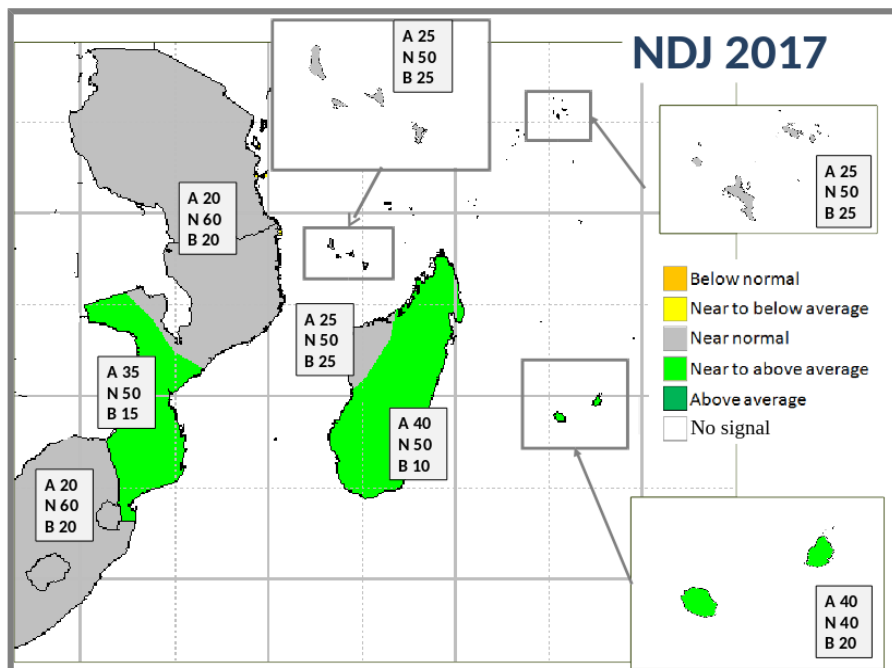 A 25
N 50
B 25
NDJ 2017
A 25
N 50
B 25
A 20
N 60
B 20
Below normal
Near to below average
Near normal
Near to above average
Above average
No signal
A 25
N 50
B 25
A 35
N 50
B 15
A 40
N 50
B 10
A 20
N 60
B 20
A 40
N 40
B 20